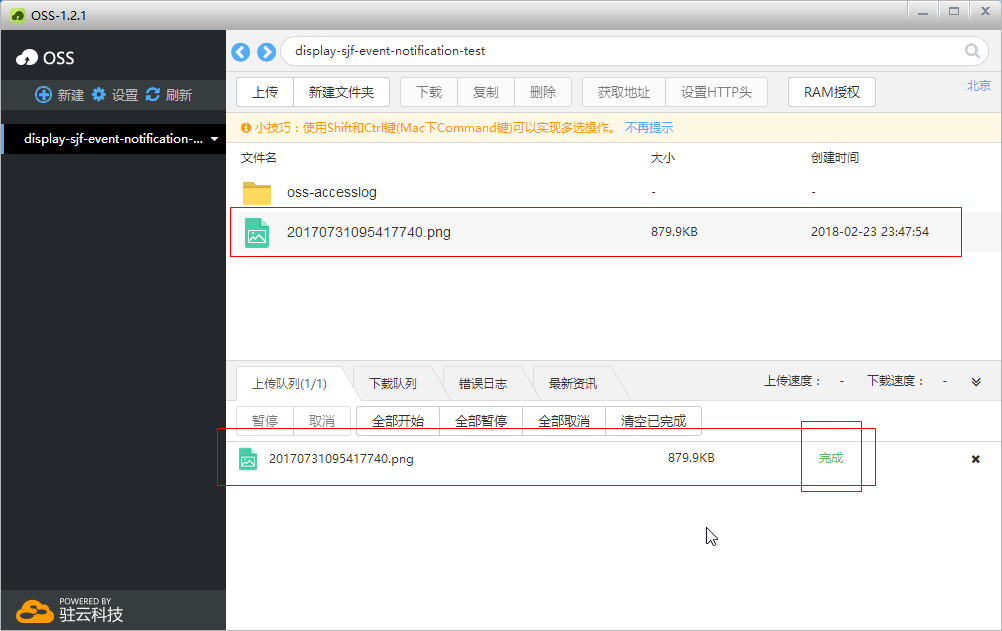 OSS-1.2.1
OSS
新建 设置 刷新
display-sjf-event-notification-...
display-sjf-event-notification-test
上传 新建文件夹 下载 复制 删除 获取地址 设置HTTP头 RAM授权 北京
小技巧：使用Shift和Ctrl键(Mac下Command键)可以实现多选操作。 不再提示
文件名 大小 创建时间
oss-accesslog - -
20170731095417740.png 879.9KB 2018-02-23 23:47:54
上传队列(1/1) 下载队列 错误日志 最新资讯 上传速度： - 下载速度： -
暂停 取消 全部开始 全部暂停 全部取消 清空已完成
20170731095417740.png 879.9KB 完成
POWERED BY
驻云科技